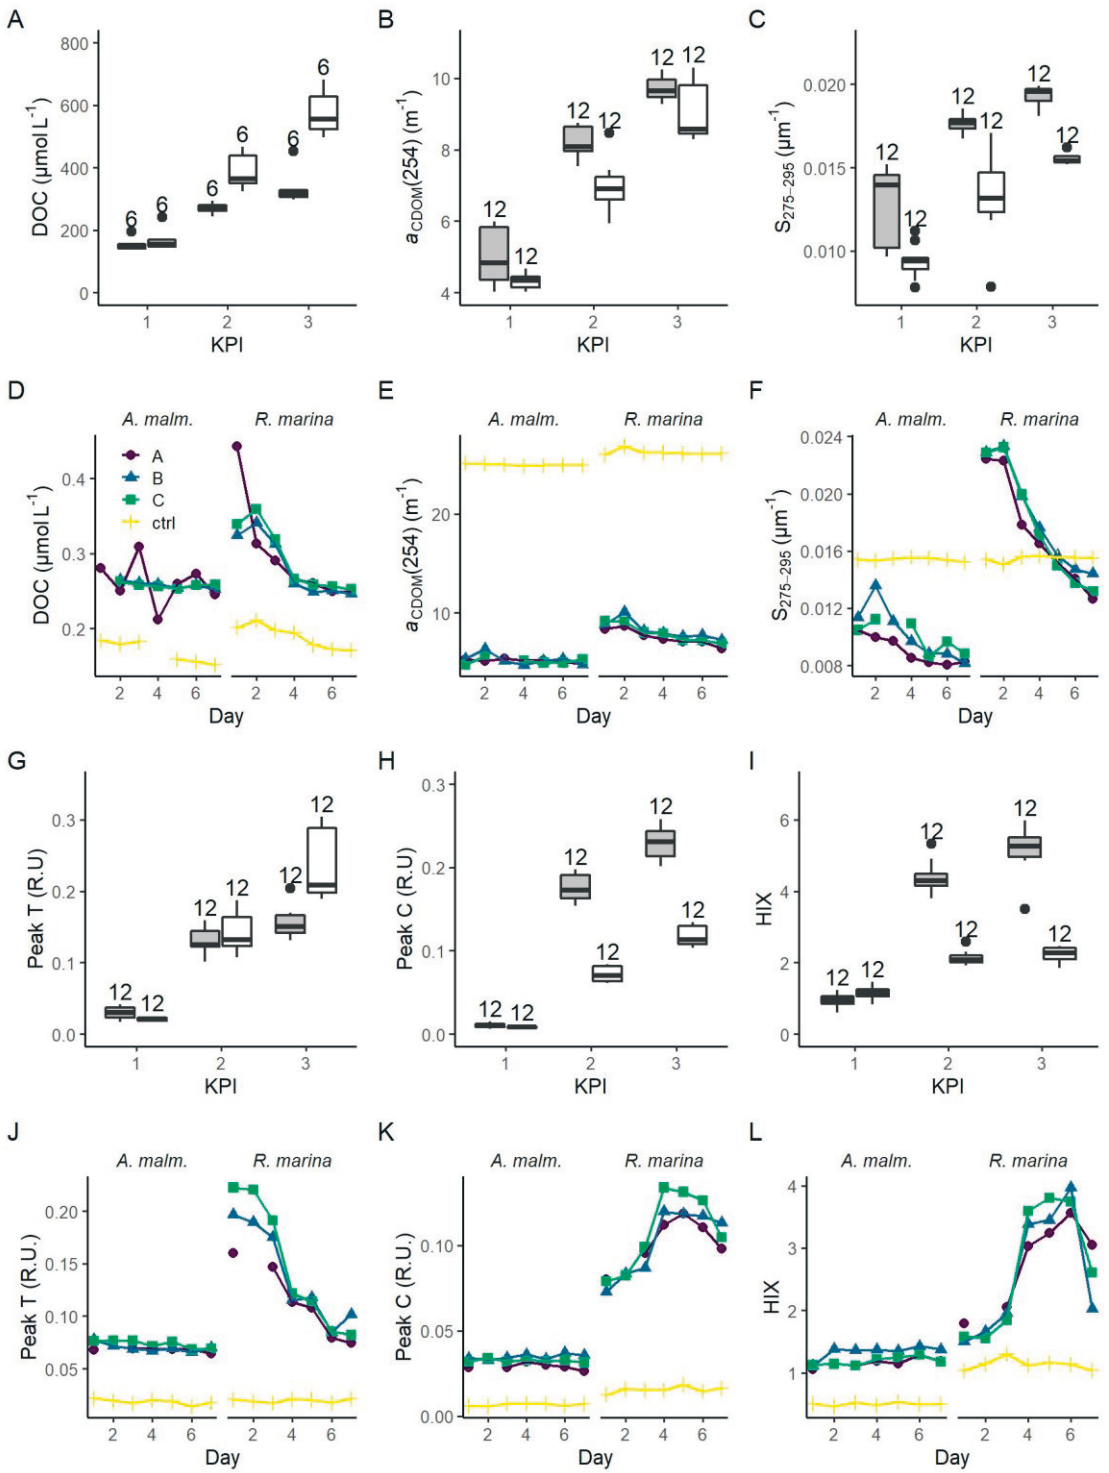 A
800
600
400
200
0
DOC (µmol L⁻¹)
6
6
6
6
6
6
1
2
3
KPI
B
10
8
6
4
aCDOM(254) (m⁻¹)
12
12
12
12
12
12
1
2
3
KPI
C
0.020
0.015
0.010
S275−295 (µm⁻¹)
12
12
12
12
12
12
1
2
3
KPI
D
A. malm.
R. marina
0.4
0.3
0.2
DOC (µmol L⁻¹)
A
B
C
ctrl
2
4
6
2
4
6
Day
E
A. malm.
R. marina
20
10
aCDOM(254) (m⁻¹)
2
4
6
2
4
6
Day
F
A. malm.
R. marina
0.024
0.020
0.016
0.012
0.008
S275−295 (µm⁻¹)
2
4
6
2
4
6
Day
G
0.3
0.2
0.1
0.0
Peak T (R.U)
12
12
12
12
12
12
1
2
3
KPI
H
0.3
0.2
0.1
0.0
Peak C (R.U)
12
12
12
12
12
12
1
2
3
KPI
I
6
4
2
0
HIX
12
12
12
12
12
12
1
2
3
KPI
J
A. malm.
R. marina
0.20
0.15
0.10
0.05
Peak T (R.U.)
2
4
6
2
4
6
Day
K
A. malm.
R. marina
0.10
0.05
0.00
Peak C (R.U.)
2
4
6
2
4
6
Day
L
A. malm.
R. marina
4
3
2
1
HIX
2
4
6
2
4
6
Day